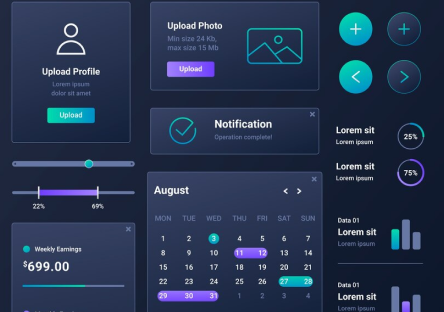 Upload Profile
Lorem ipsum
dolor sit amet
Upload
Upload Photo
Min size 24 Kb,
max size 15 Mb
Upload
Notification
Operation complete!
Lorem sit
Lorem ipsum
25%
Lorem sit
Lorem ipsum
75%
22% 69%
August
MON TUE WED THU FRI SAT SUN
1 2 3 4 5 6 7
8 9 10 11 12 13 14
15 16 17 18 19 20 21
22 23 24 25 26 27 28
29 30 31 1 2 3 4
Weekly Earnings
$699.00
Data 01
Lorem sit
Lorem ipsum
Data 01
Lorem sit
Lorem ipsum